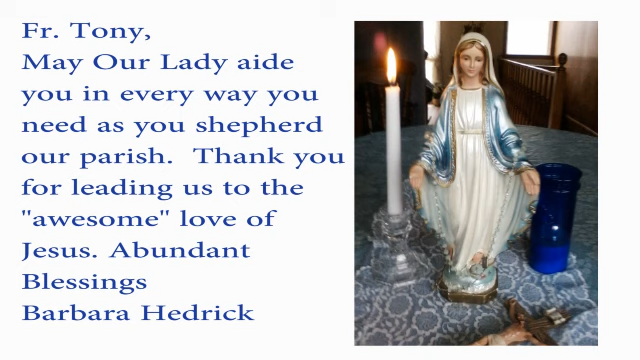 Fr. Tony,
May Our Lady aide
you in every way you
need as you shepherd
our parish.  Thank you
for leading us to the
"awesome" love of
Jesus. Abundant
Blessings
Barbara Hedrick